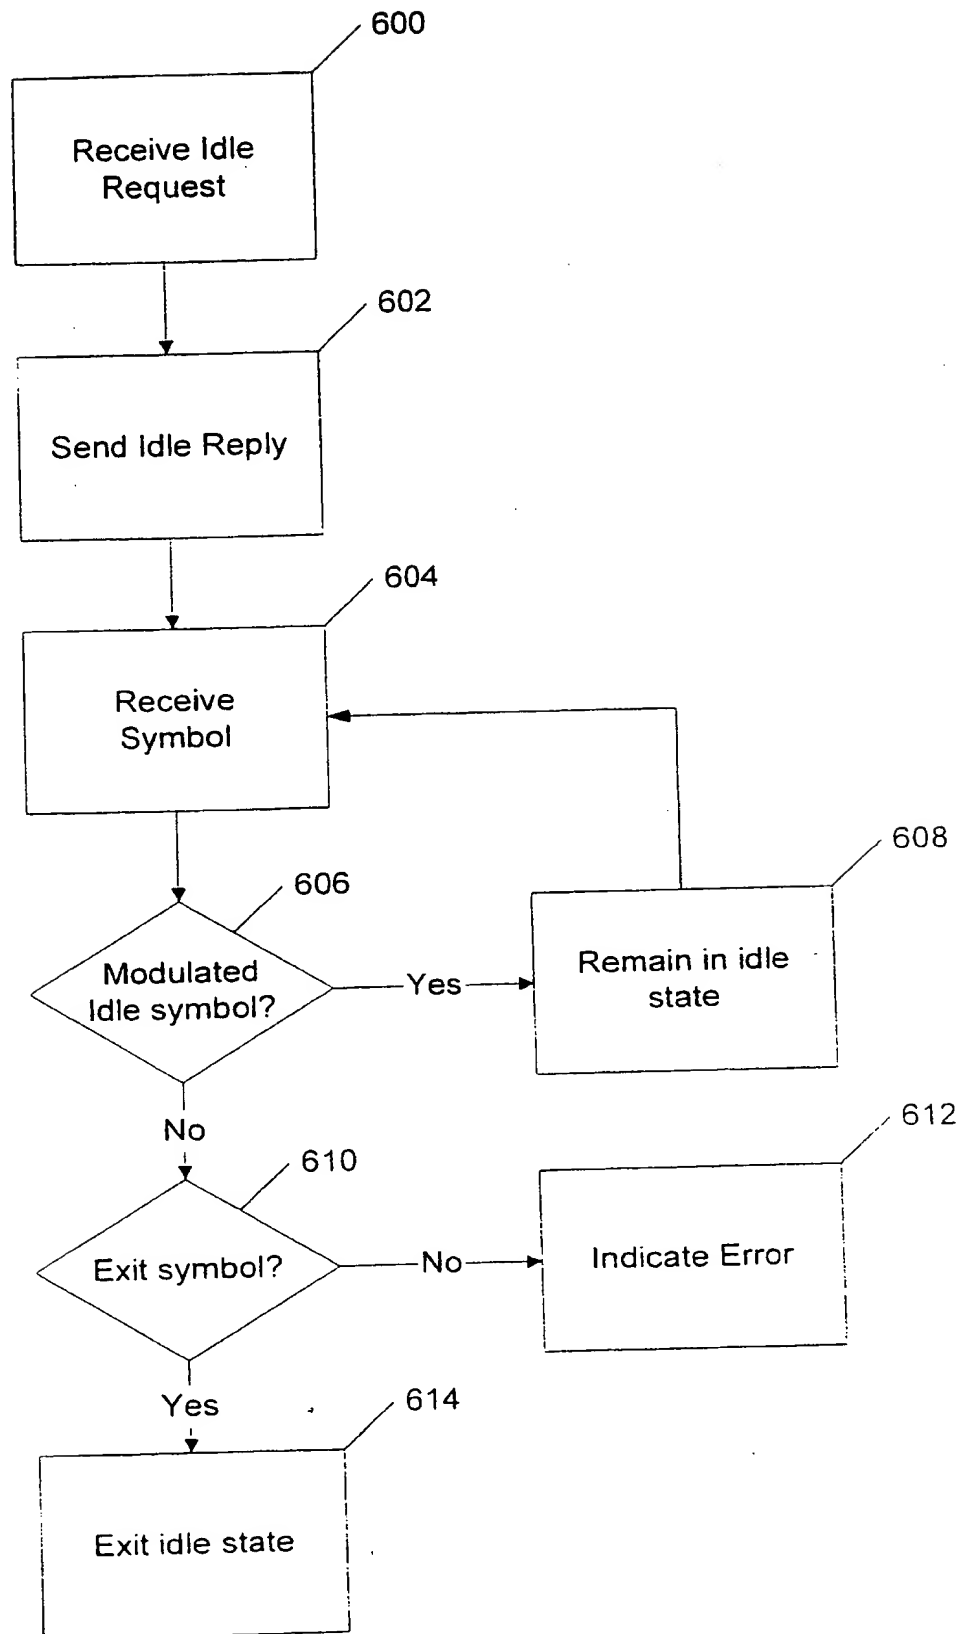 600
Receive Idle
Request
602
Send Idle Reply
604
Receive
Symbol
608
606
Modulated
Idle symbol?
Yes
Remain in idle
state
No
612
610
Exit symbol?
No
Indicate Error
Yes
614
Exit idle state